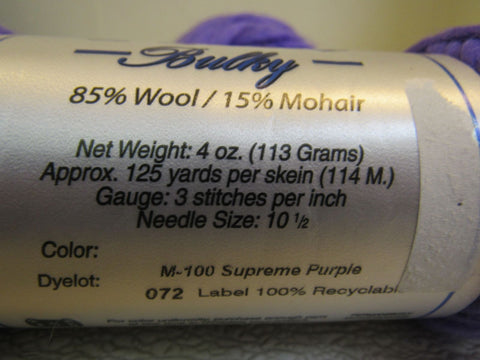 Bulky
85% Wool / 15% Mohair
Net Weight: 4 oz. (113 Grams)
Approx. 125 yards per skein (114 M.)
Gauge: 3 stitches per inch
Needle Size: 10 1/2
Color:
M-100 Supreme Purple
Dyelot:
072 Label 100% Recyclabl